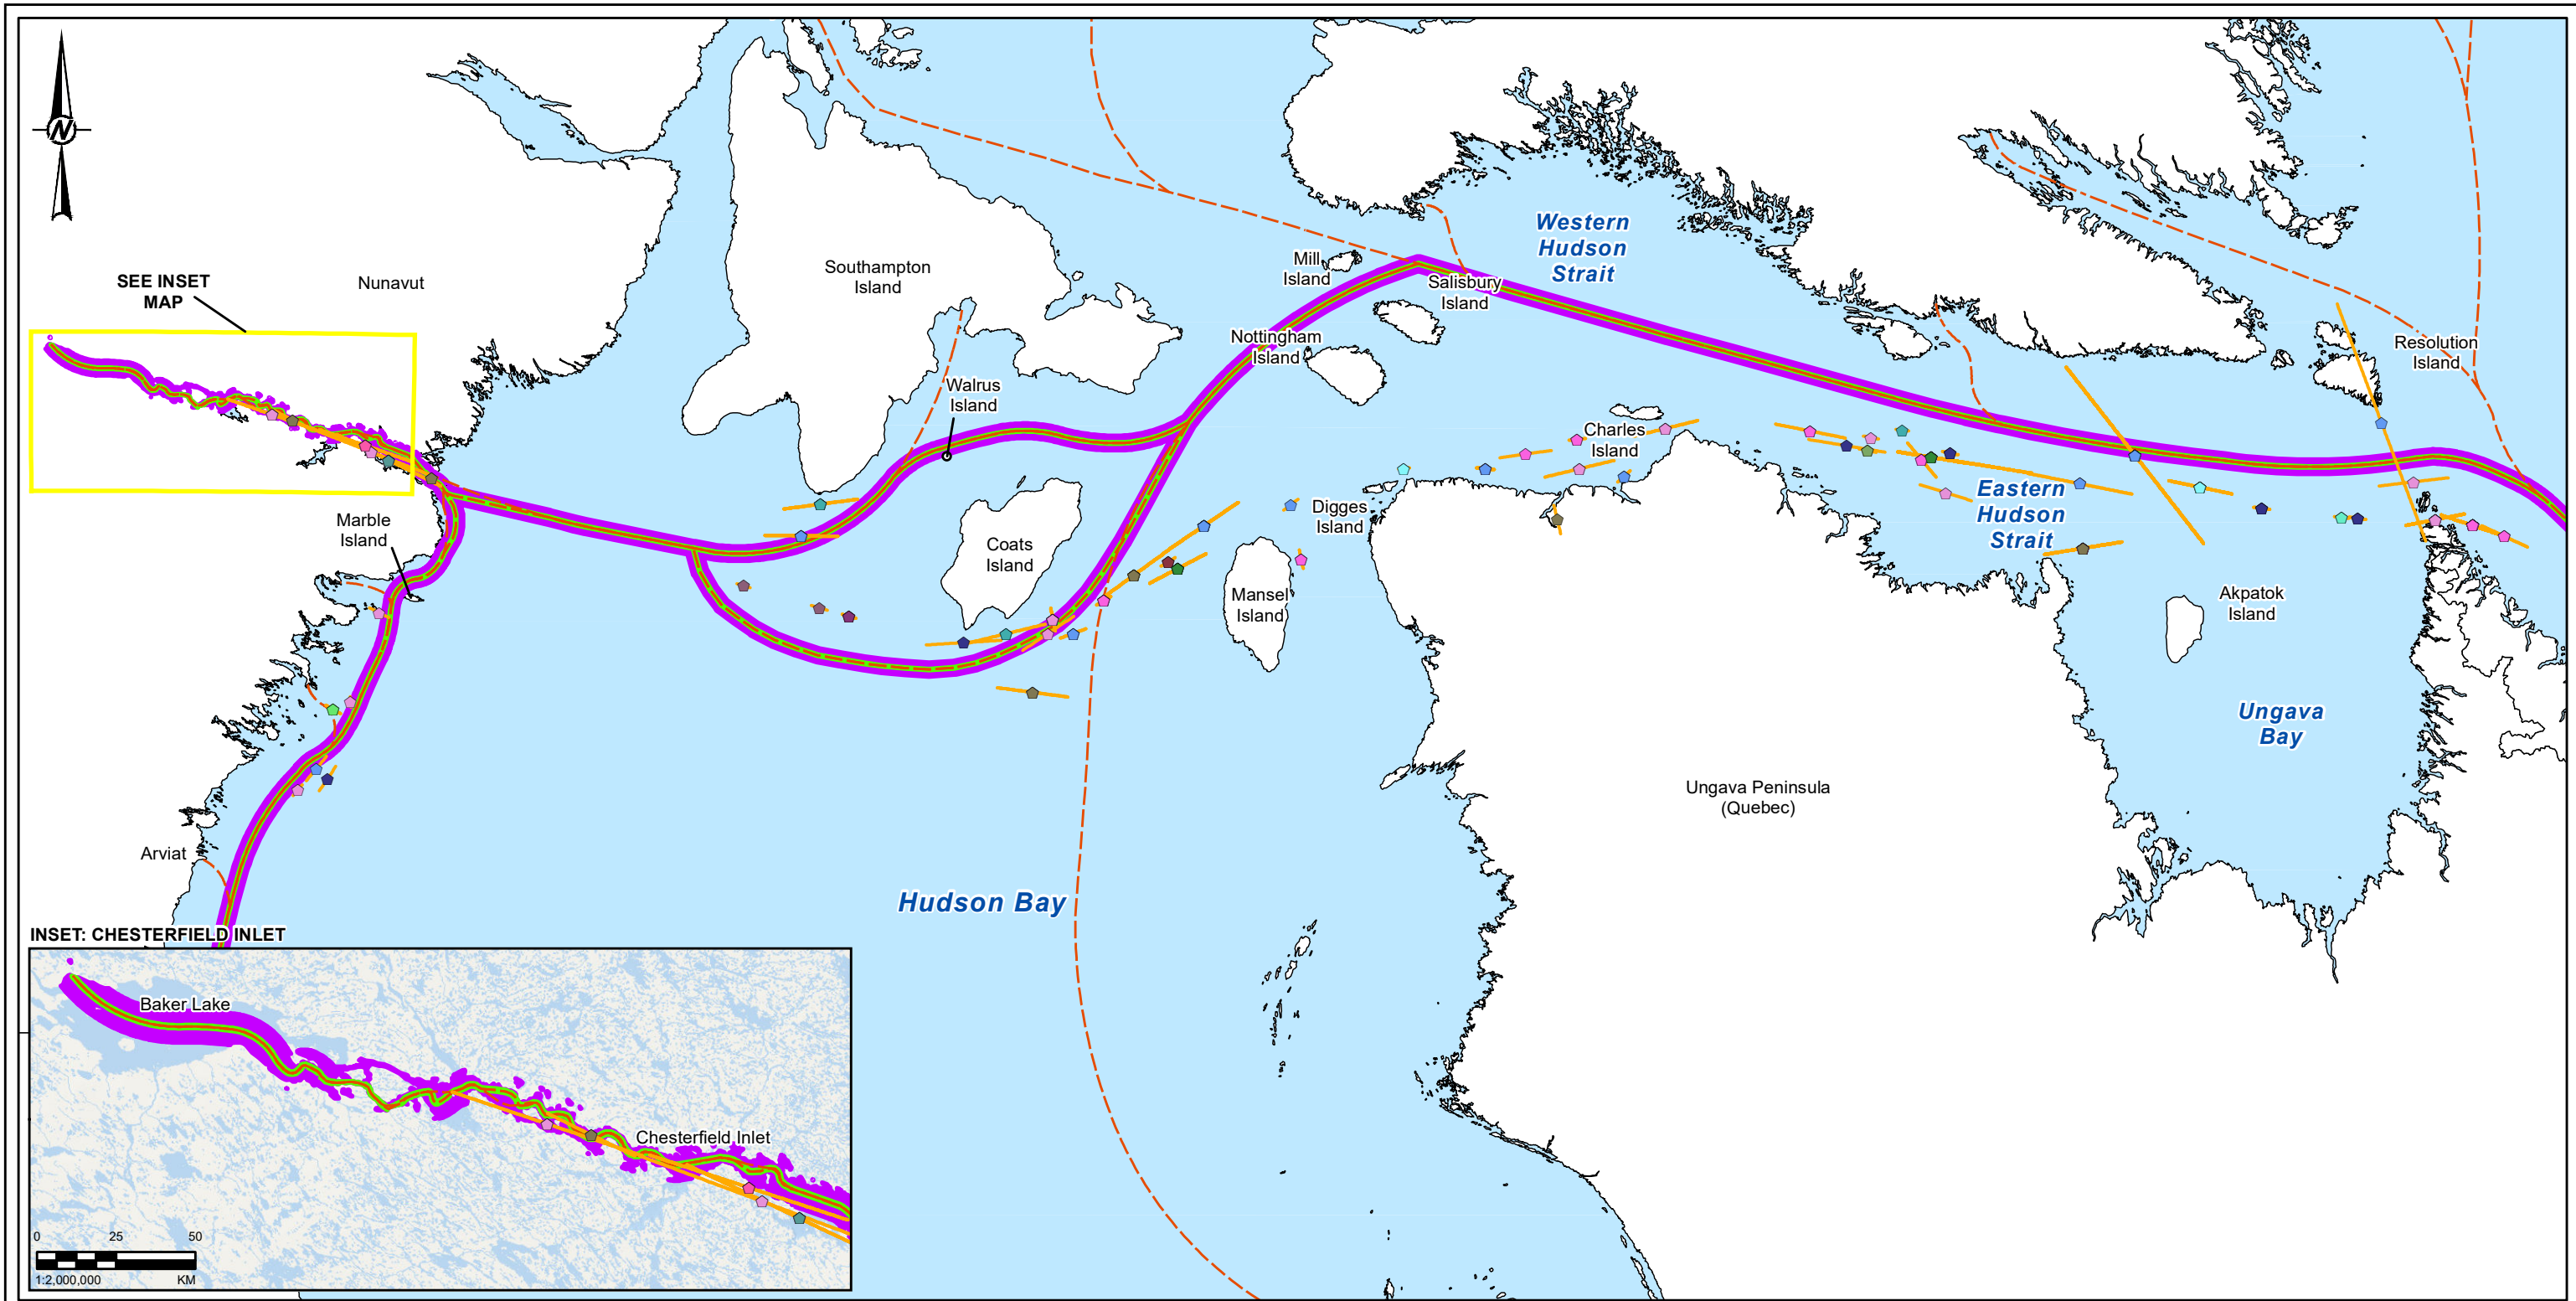 N
SEE INSET
MAP
Nunavut
Southampton
Island
Mill
Island
Salisbury
Island
Western
Hudson
Strait
Nottingham
Island
Resolution
Island
Walrus
Island
Charles
Island
Marble
Island
Digges
Island
Eastern
Hudson
Strait
Coats
Island
Mansel
Island
Akpatok
Island
Ungava
Bay
Ungava Peninsula
(Quebec)
Arviat
Hudson Bay
INSET: CHESTERFIELD INLET
Baker Lake
Chesterfield Inlet
0 25 50
1:2,000,000 KM